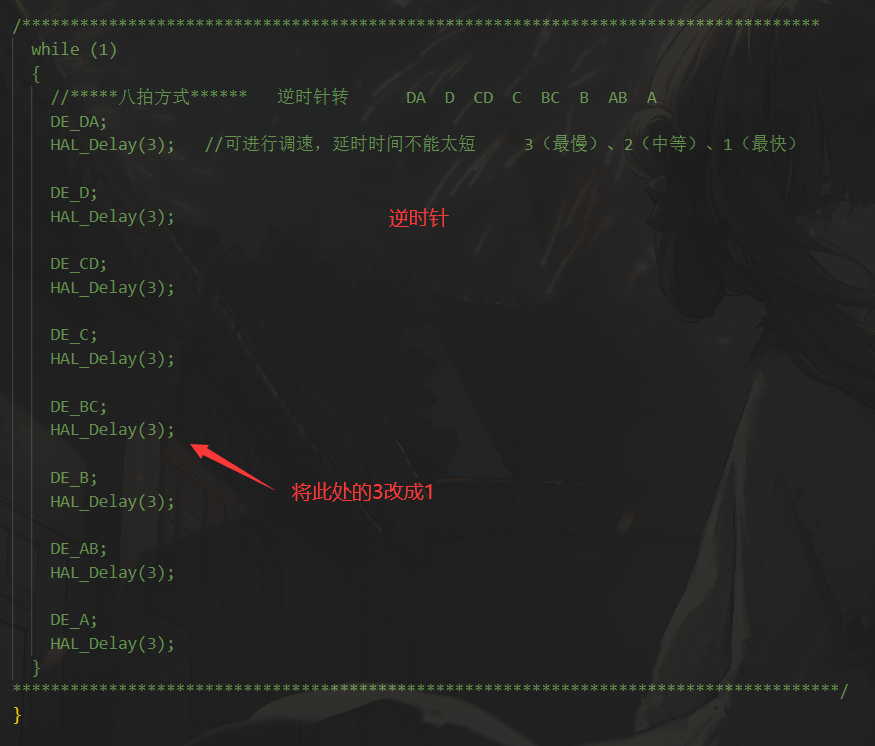 /***********************************************************************************
while (1)
{
//*****八拍方式****** 逆时针转 DA D CD C BC B AB A
DE_DA;
HAL_Delay(3); //可进行调速，延时时间不能太短 3（最慢）、2（中等）、1（最快）
DE_D;
HAL_Delay(3);
逆时针
DE_CD;
HAL_Delay(3);
DE_C;
HAL_Delay(3);
DE_BC;
HAL_Delay(3);
将此处的3改成1
DE_B;
HAL_Delay(3);
DE_AB;
HAL_Delay(3);
DE_A;
HAL_Delay(3);
}
**************************************************************************************/
}